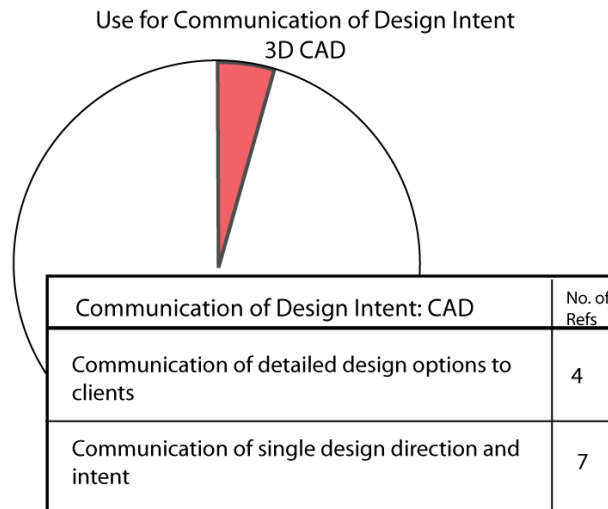 Use for Communication of Design Intent
3D CAD
Communication of Design Intent: CAD
No. of
Refs
Communication of detailed design options to
clients
4
Communication of single design direction and
intent
7